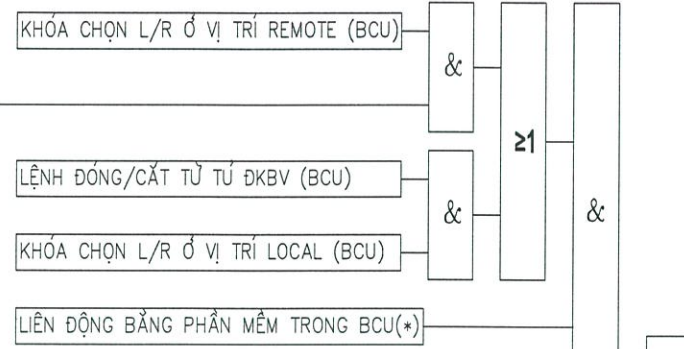 KHÓA CHỌN L/R Ở VỊ TRÍ REMOTE (BCU)
&
≥1
LỆNH ĐÓNG/CẮT TỪ TỦ ĐKBV (BCU)
&
&
KHÓA CHỌN L/R Ở VỊ TRÍ LOCAL (BCU)
LIÊN ĐỘNG BẰNG PHẦN MỀM TRONG BCU(*)